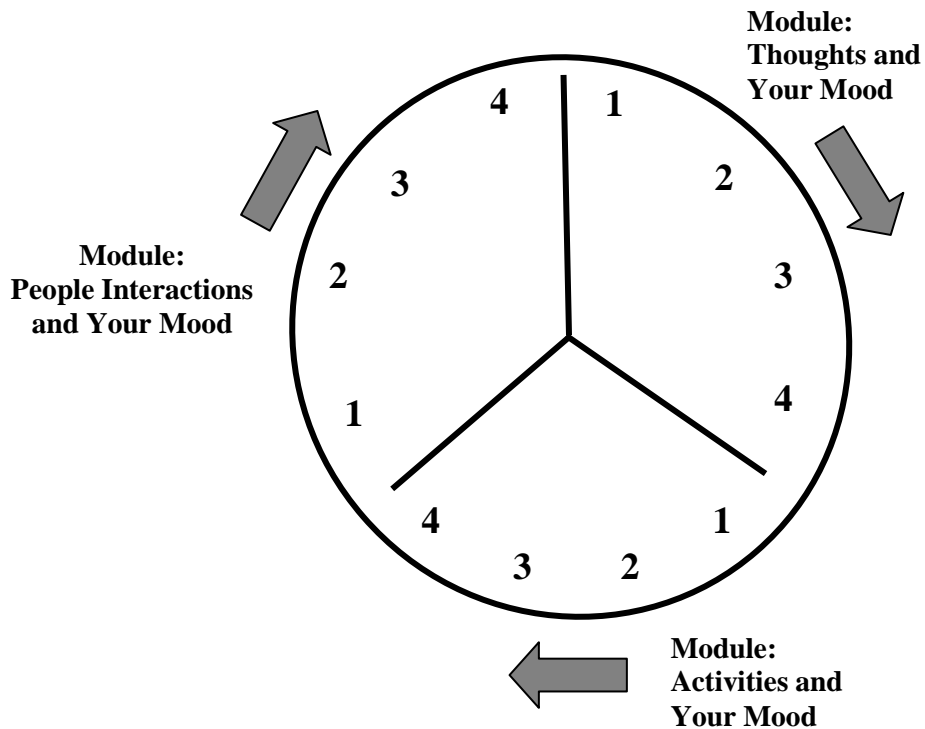 Module:
Thoughts and
Your Mood
4 1
3 2
Module:
People Interactions
and Your Mood
2 3
1 4
4 1
3 2
Module:
Activities and
Your Mood